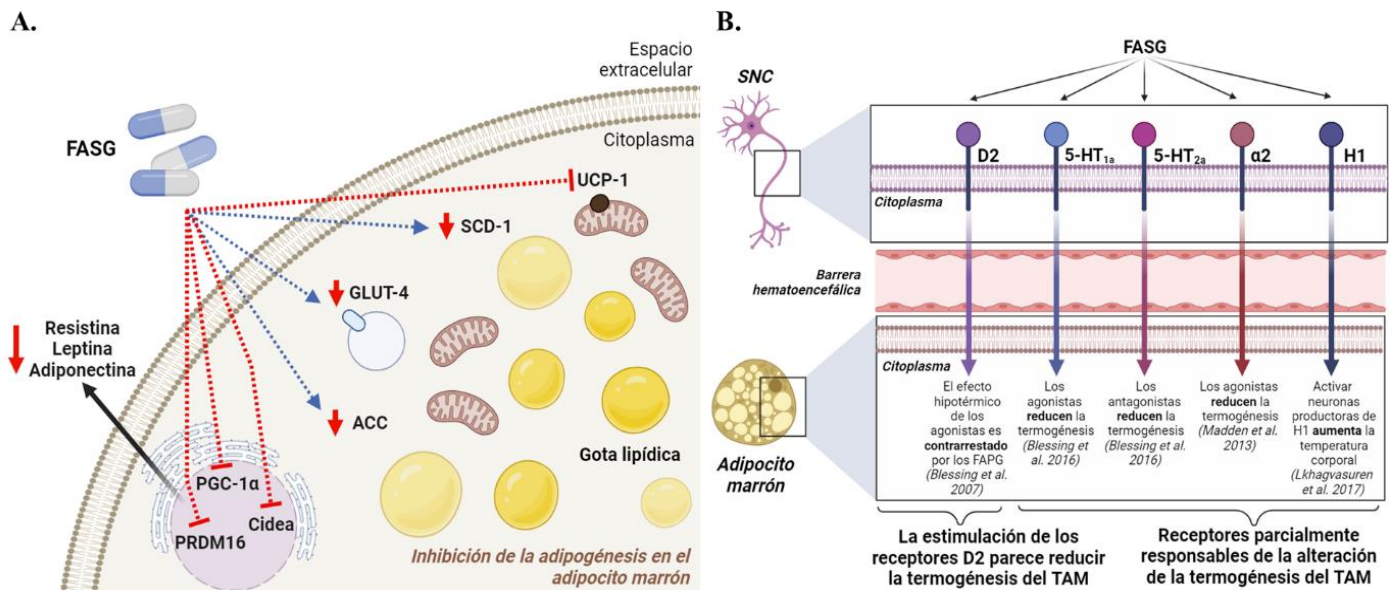 A.
Espacio
extracelular
Citoplasma
FASG
UCP-1
SCD-1
GLUT-4
Resistina
Leptina
Adiponectina
ACC
Gota lipídica
PGC-1α
Cidea
PRDM16
Inhibición de la adipogénesis en el
adipocito marrón
B.
FASG
SNC
D2
5-HT1a
5-HT2a
α2
H1
Citoplasma
Barrera
hematoencefálica
Citoplasma
Adipocito
marrón
El efecto
hipotérmico de
los agonistas es
contrarrestado
por los FAPG
(Blessing et al.
2007)
Los
agonistas
reducen la
termogénesis
(Blessing et
al. 2016)
Los
antagonistas
reducen la
termogénesis
(Blessing et al.
2016)
Los agonistas
reducen la
termogénesis
(Madden et al.
2013)
Activar
neuronas
productoras de
H1 aumenta la
temperatura
corporal
(Lkhagvasuren
et al. 2017)
La estimulación de los
receptores D2 parece reducir
la termogénesis del TAM
Receptores parcialmente
responsables de la alteración
de la termogénesis del TAM